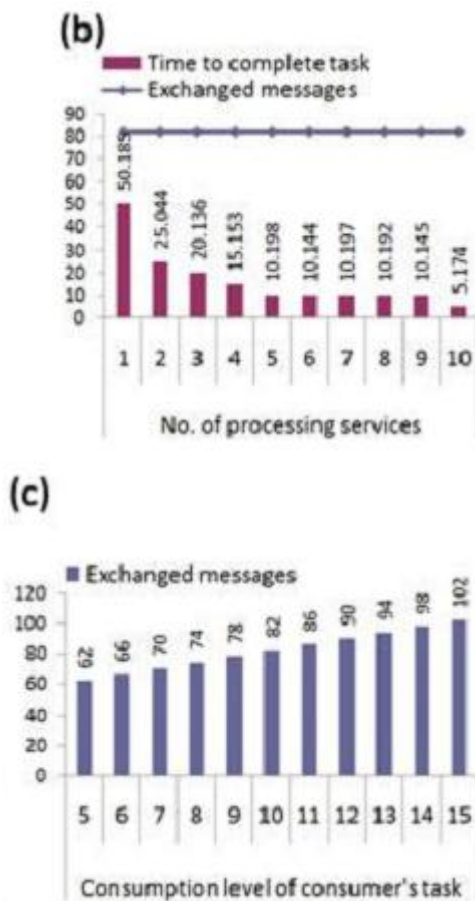 (b)
Time to complete task
Exchanged messages
90
80
70
60
50
40
30
20
10
0
50.185
25.044
20.136
15.153
10.198
10.144
10.197
10.192
10.145
5.174
1 2 3 4 5 6 7 8 9 10
No. of processing services
(c)
Exchanged messages
120
100
80
60
40
20
0
62 66 70 74 78 82 86 90 94 98 102
5 6 7 8 9 10 11 12 13 14 15
Consumption level of consumer's task